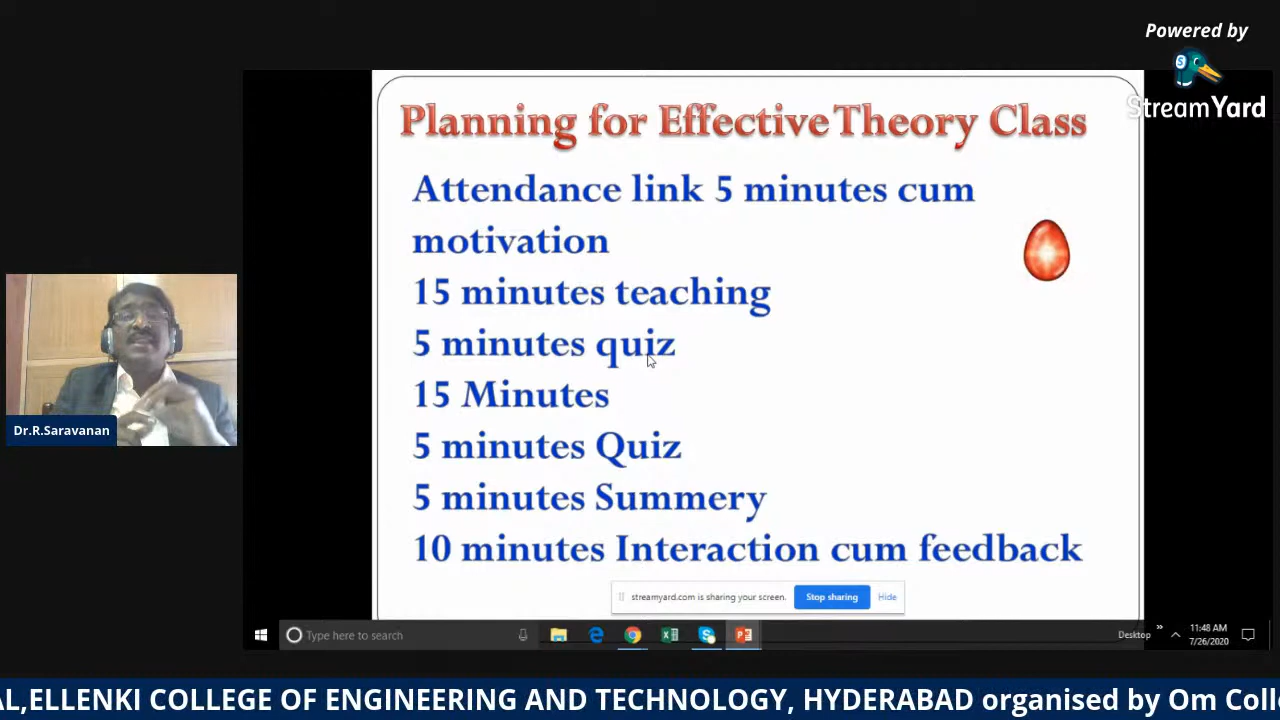 Powered by
StreamYard
Planning for Effective Theory Class
Attendance link 5 minutes cum
motivation
15 minutes teaching
5 minutes quiz
15 Minutes
5 minutes Quiz
5 minutes Summery
10 minutes Interaction cum feedback
Dr.R.Saravanan
streamyard.com is sharing your screen.
Stop sharing
Hide
Type here to search
Desktop
11:48 AM
7/26/2020
AL,ELLENKI COLLEGE OF ENGINEERING AND TECHNOLOGY, HYDERABAD organised by Om Coll